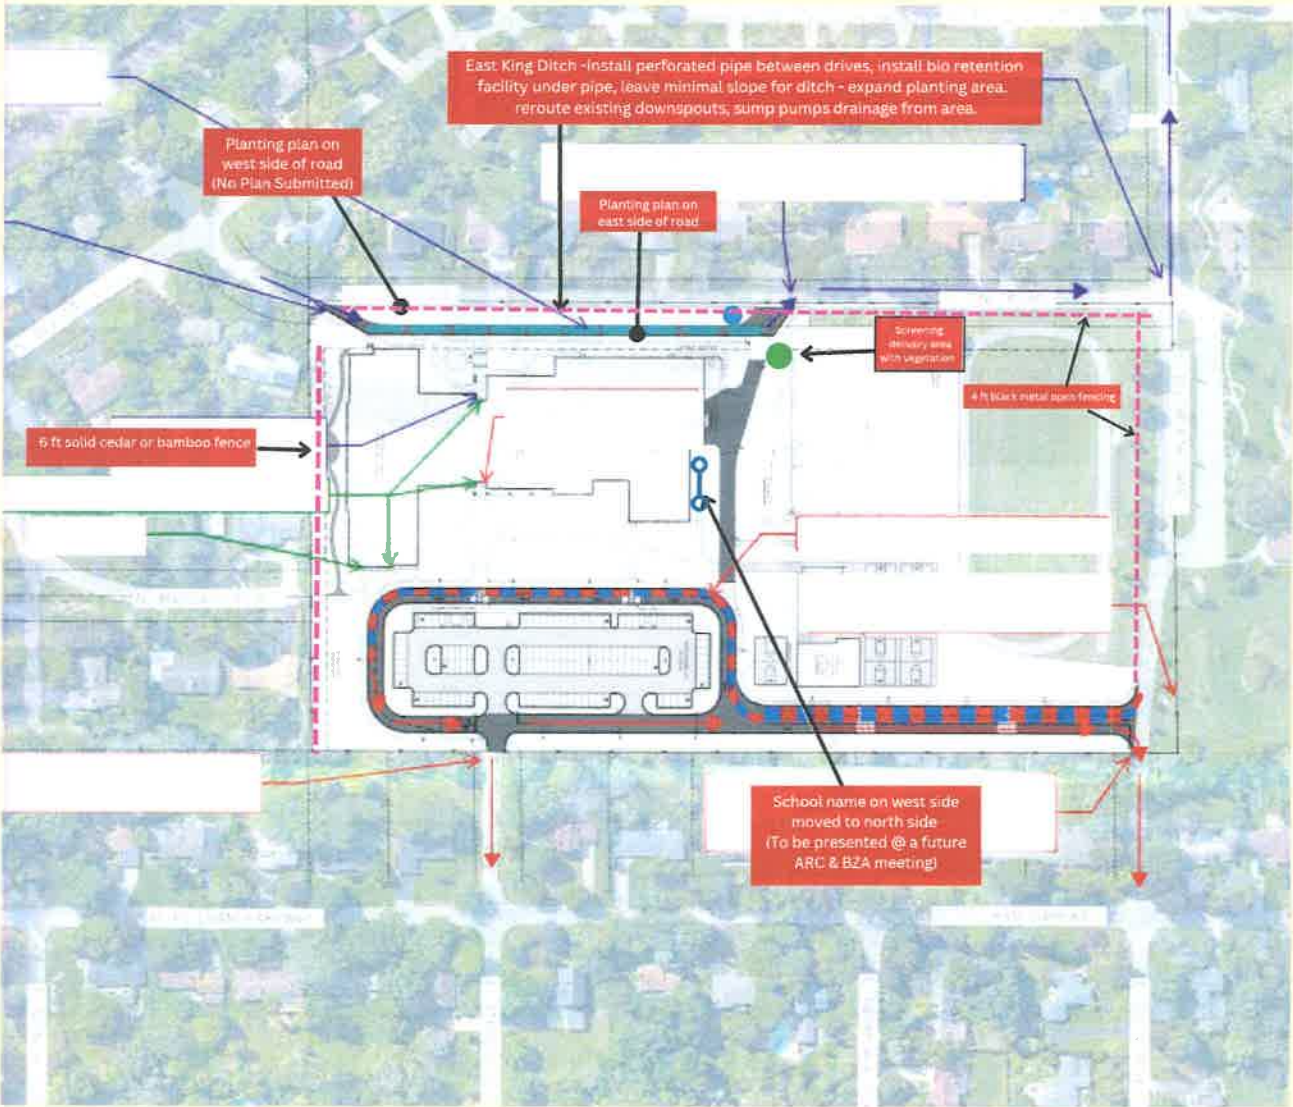 East King Ditch -Install perforated pipe between drives, install bio retention
facility under pipe, leave minimal slope for ditch - expand planting area.
reroute existing downspouts, sump pumps drainage from area.
Planting plan on
west side of road
(No Plan Submitted)
Planting plan on
east side of road
Screening
delivery area
with vegetation
4 ft black metal open fencing
6 ft solid cedar or bamboo fence
School name on west side
moved to north side
(To be presented @ a future
ARC & BZA meeting)